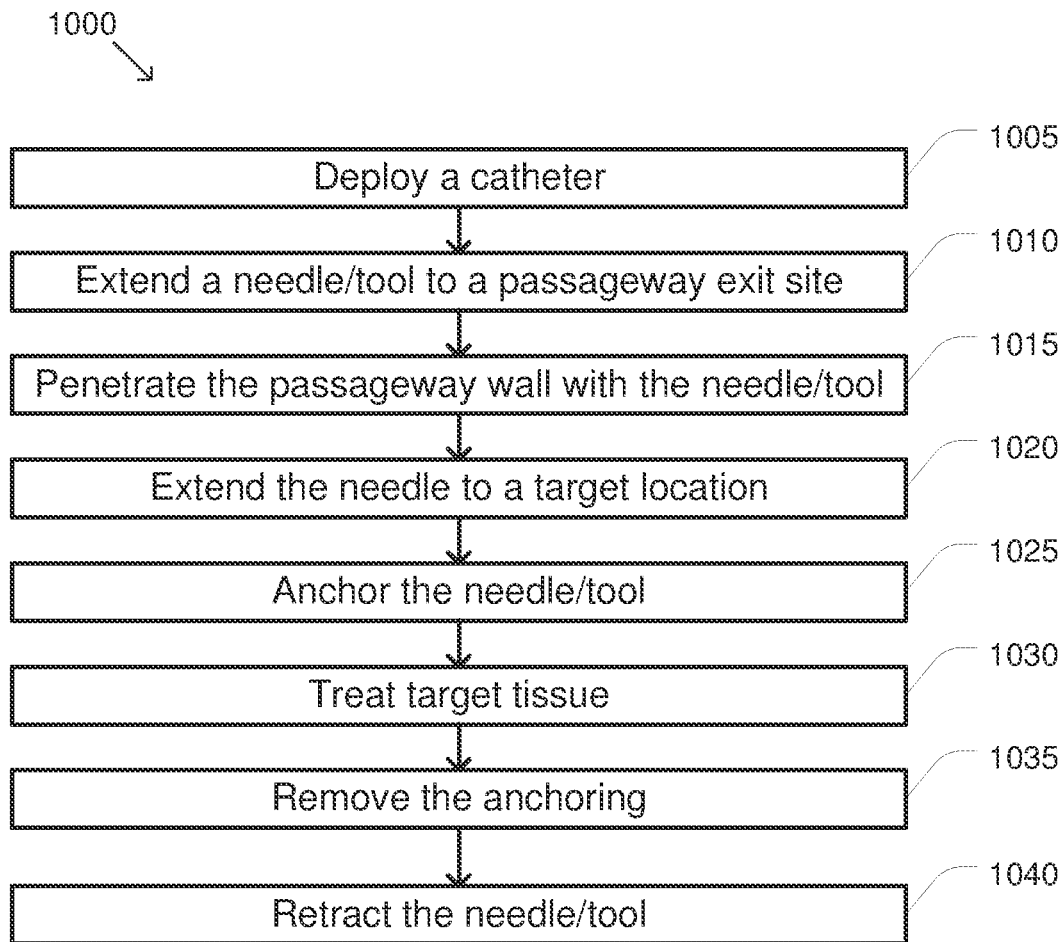 1000
1005
Deploy a catheter
1010
Extend a needle/tool to a passageway exit site
1015
Penetrate the passageway wall with the needle/tool
1020
Extend the needle to a target location
1025
Anchor the needle/tool
1030
Treat target tissue
1035
Remove the anchoring
1040
Retract the needle/tool